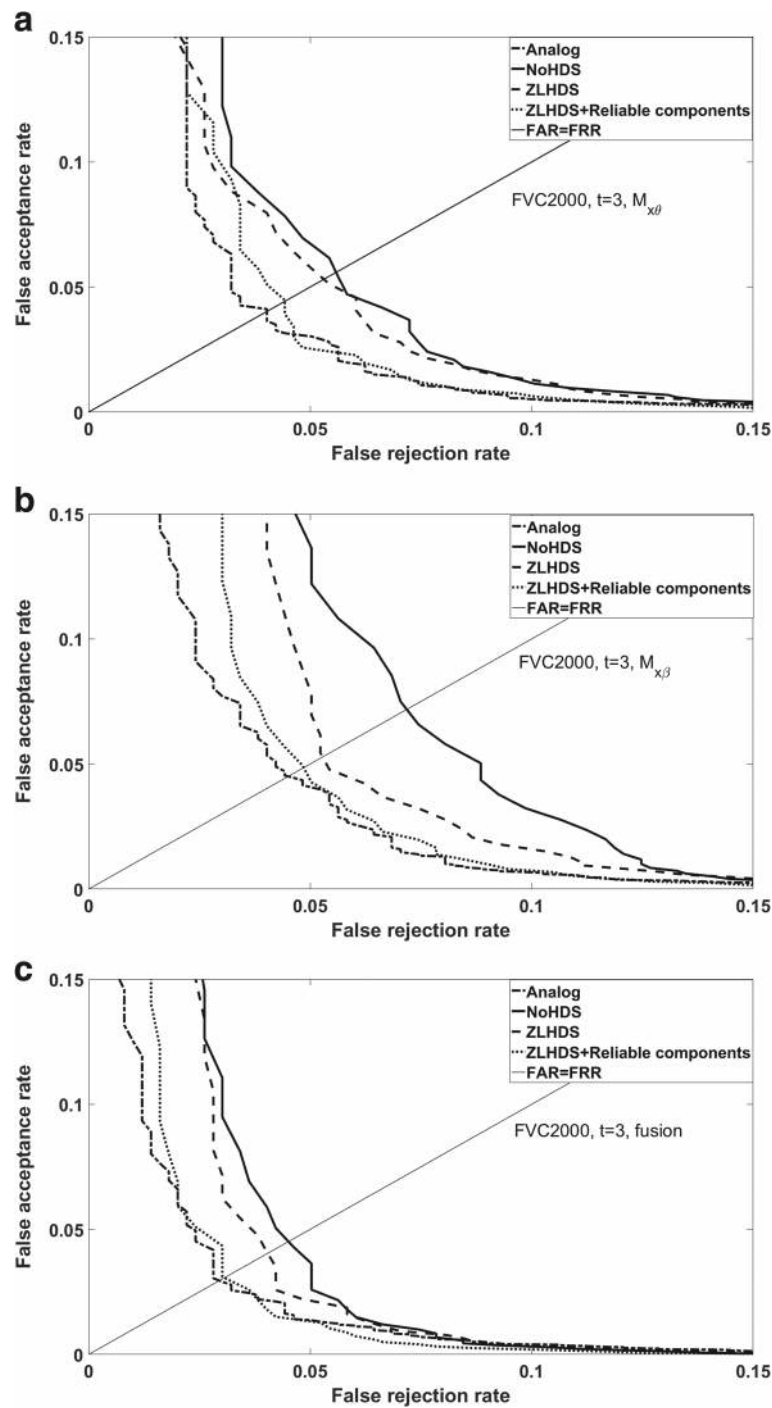 a
0.15
0.1
0.05
0
False acceptance rate
Analog
NoHDS
ZLHDS
ZLHDS+Reliable components
FAR=FRR
FVC2000, t=3, M_xθ
0 0.05 0.1 0.15
False rejection rate
b
0.15
0.1
0.05
0
False acceptance rate
Analog
NoHDS
ZLHDS
ZLHDS+Reliable components
FAR=FRR
FVC2000, t=3, M_xβ
0 0.05 0.1 0.15
False rejection rate
c
0.15
0.1
0.05
0
False acceptance rate
Analog
NoHDS
ZLHDS
ZLHDS+Reliable components
FAR=FRR
FVC2000, t=3, fusion
0 0.05 0.1 0.15
False rejection rate